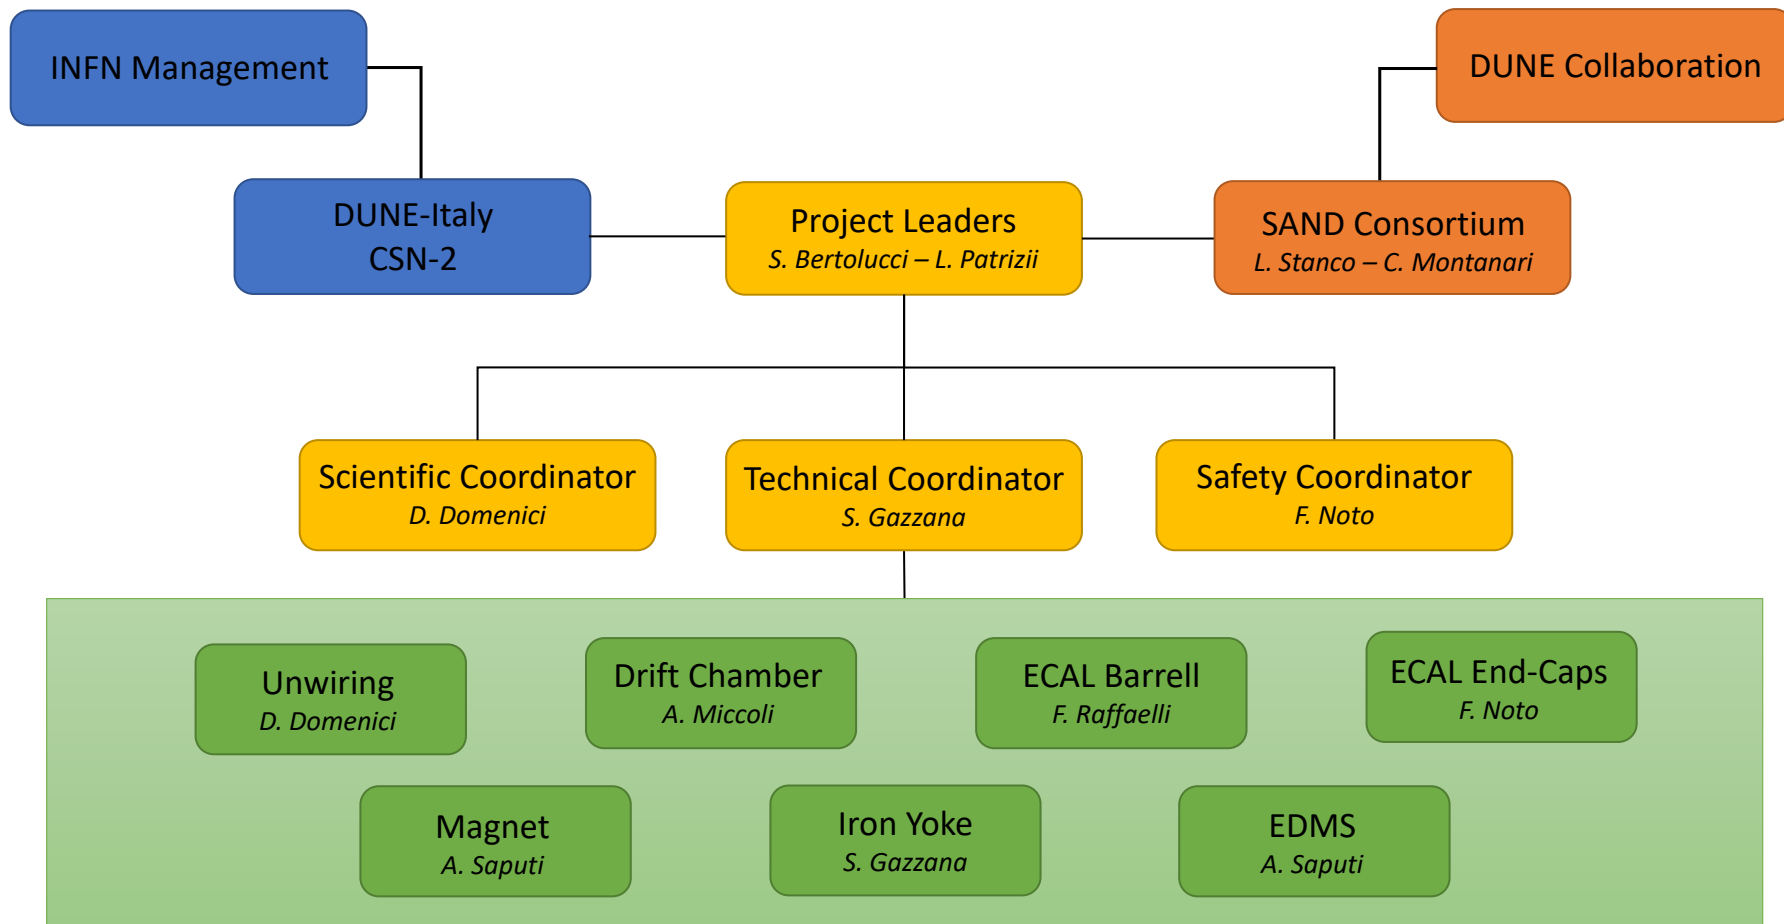 INFN Management
DUNE Collaboration
DUNE-Italy
CSN-2
Project Leaders
S. Bertolucci – L. Patrizii
SAND Consortium
L. Stanco – C. Montanari
Scientific Coordinator
D. Domenici
Technical Coordinator
S. Gazzana
Safety Coordinator
F. Noto
Unwiring
D. Domenici
Drift Chamber
A. Miccoli
ECAL Barrell
F. Raffaelli
ECAL End-Caps
F. Noto
Magnet
A. Saputi
Iron Yoke
S. Gazzana
EDMS
A. Saputi